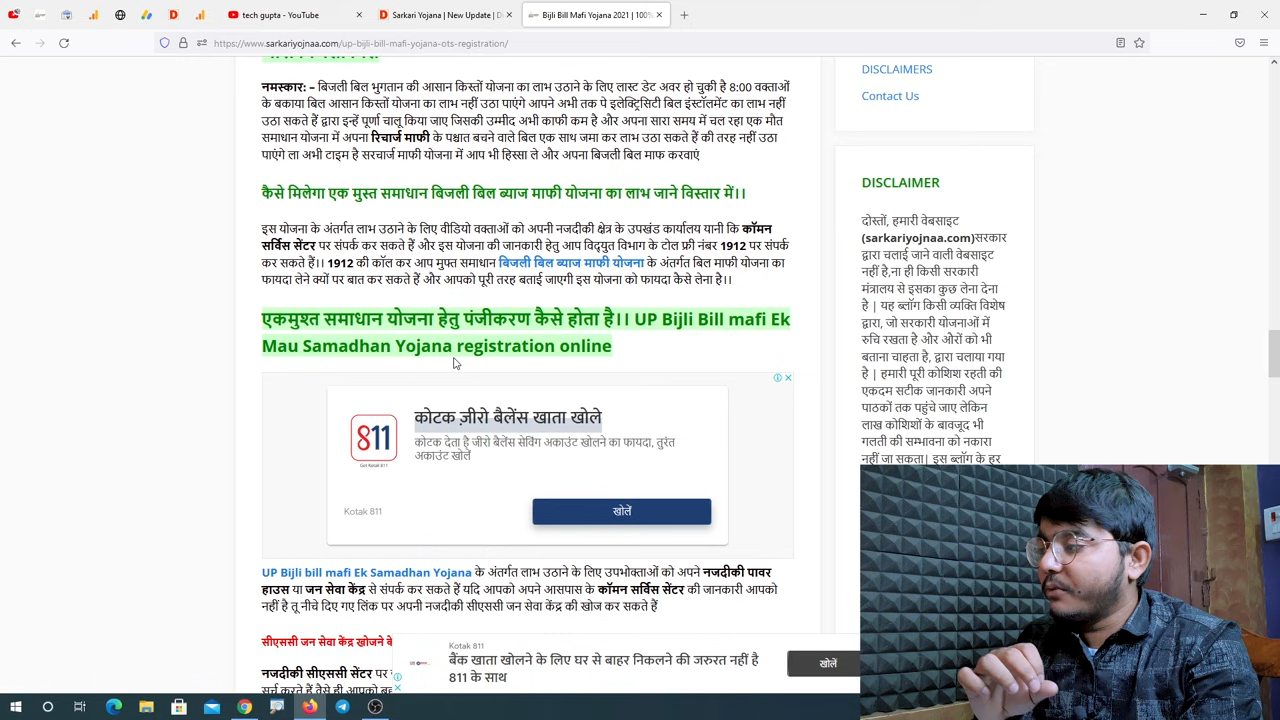 tech gupta - YouTube
Sarkari Yojna | New Update | D
Bijli Bill Mafi Yojana 2021 | 100%
https://www.sarkariyojnaa.com/up-bijli-bill-mafi-yojana-ots-registration/
नमस्कार: – बिजली बिल भुगतान की आसान किस्तों योजना का लाभ उठाने के लिए लास्ट डेट अवर हो चुकी है 8:00 वक्ताओं
के बकाया बिल आसान किस्तों योजना का लाभ नहीं उठा पाएंगे आपने अभी तक पे इलेक्ट्रिसिटी बिल इंस्टॉलमेंट का लाभ नहीं
उठा सकते हैं द्वारा इन्हें पूर्णा चालू किया जाए जिसकी उम्मीद अभी काफी कम है और अपना सारा समय में चल रहा एक मौत
समाधान योजना में अपना रिचार्ज माफी के पश्चात बचने वाले बिल एक साथ जमा कर लाभ उठा सकते हैं की तरह नहीं उठा
पाएंगे ला अभी टाइम है सरचार्ज माफी योजना में आप भी हिस्सा ले और अपना बिजली बिल माफ करवाएं
कैसे मिलेगा एक मुस्त समाधान बिजली बिल ब्याज माफी योजना का लाभ जाने विस्तार में।।
इस योजना के अंतर्गत लाभ उठाने के लिए वीडियो वक्ताओं को अपनी नजदीकी क्षेत्र के उपखंड कार्यालय यानी कि कॉमन
सर्विस सेंटर पर संपर्क कर सकते हैं और इस योजना की जानकारी हेतु आप विद्युत विभाग के टोल फ्री नंबर 1912 पर संपर्क
कर सकते हैं।। 1912 की कॉल कर आप मुफ्त समाधान बिजली बिल ब्याज माफी योजना के अंतर्गत बिल माफी योजना का
फायदा लेने क्यों पर बात कर सकते हैं और आपको पूरी तरह बताई जाएगी इस योजना को फायदा कैसे लेना है।।
एकमुश्त समाधान योजना हेतु पंजीकरण कैसे होता है।। UP Bijli Bill mafi Ek
Mau Samadhan Yojana registration online
कोटक ज़ीरो बैलेंस खाता खोले
कोटक देता है जीरो बैलेंस सेविंग अकाउंट खोलने का फायदा, तुरंत
अकाउंट खोलें
811
Kotak 811
खोलें
UP Bijli bill mafi Ek Samadhan Yojana के अंतर्गत लाभ उठाने के लिए उपभोक्ताओं को अपने नजदीकी पावर
हाउस या जन सेवा केंद्र से संपर्क कर सकते हैं यदि आपको अपने आसपास के कॉमन सर्विस सेंटर की जानकारी आपको
नहीं है तू नीचे दिए गए लिंक पर अपनी नजदीकी सीएससी जन सेवा केंद्र की खोज कर सकते हैं
सीएससी जन सेवा केंद्र खोजने के
नजदीकी सीएससी सेंटर पर
Kotak 811
बैंक खाता खोलने के लिए घर से बाहर निकलने की जरुरत नहीं है
811 के साथ
खोलें
DISCLAIMERS
Contact Us
DISCLAIMER
दोस्तों, हमारी वेबसाइट
(sarkariyojnaa.com)सरकार
द्वारा चलाई जाने वाली वेबसाइट
नहीं है,ना ही किसी सरकारी
मंत्रालय से इसका कुछ लेना देना
है | यह ब्लॉग किसी व्यक्ति विशेष
द्वारा, जो सरकारी योजनाओं में
रुचि रखता है और औरों को भी
बताना चाहता है, द्वारा चलाया गया
है | हमारी पूरी कोशिश रहती की
एकदम सटीक जानकारी अपने
पाठकों तक पहुंचे जाए लेकिन
लाख कोशिशों के बावजूद भी
गलती की सम्भावना को नकारा
नहीं जा सकता| इस ब्लॉग के हर